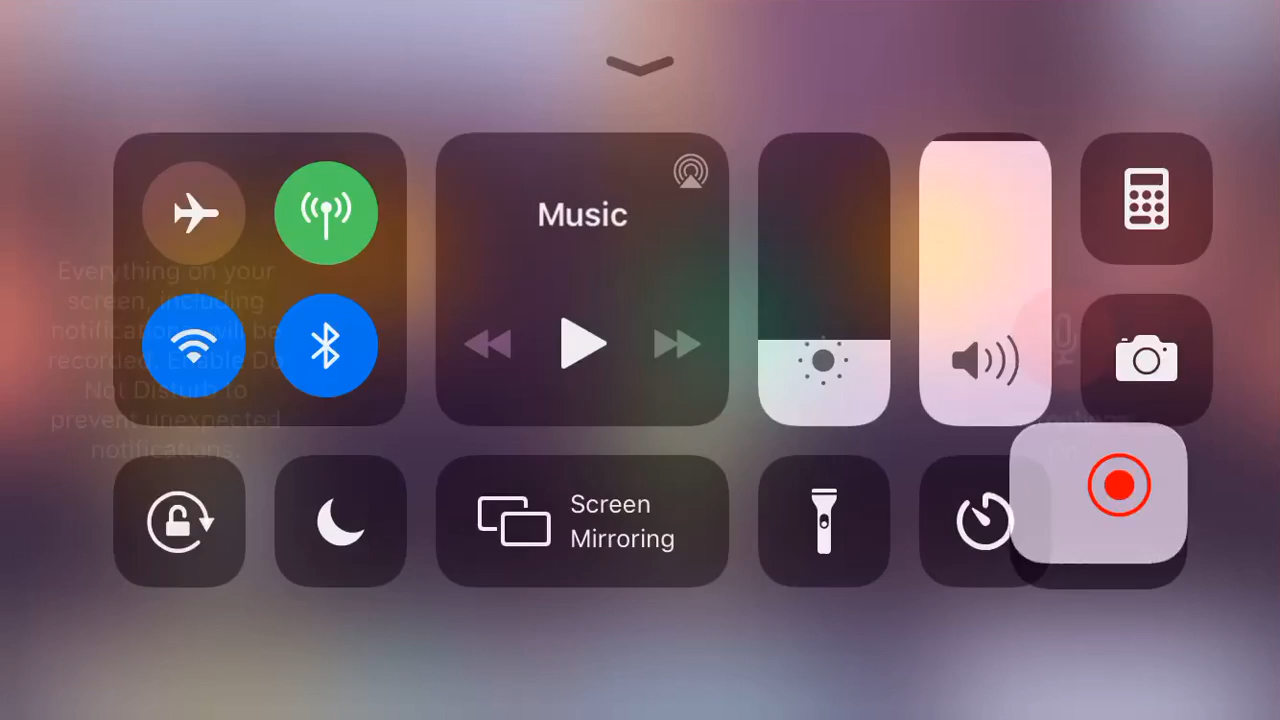 Music
Everything on your
screen, including
notifications, will be
recorded. Enable Do
Not Disturb to
prevent unexpected
notifications.
Screen
Mirroring